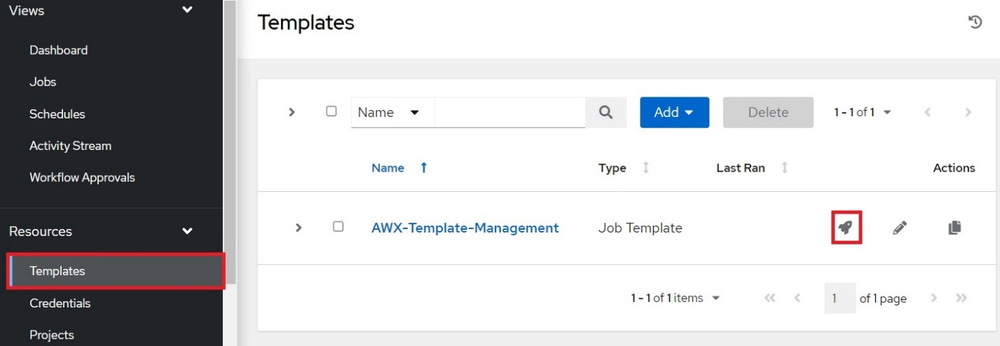 Views
Dashboard
Jobs
Schedules
Activity Stream
Workflow Approvals
Resources
Templates
Credentials
Projects
Templates
Name Add Delete 1 - 1 of 1
Name Type Last Ran Actions
AWX-Template-Management Job Template
1 - 1 of 1 items 1 of 1 page